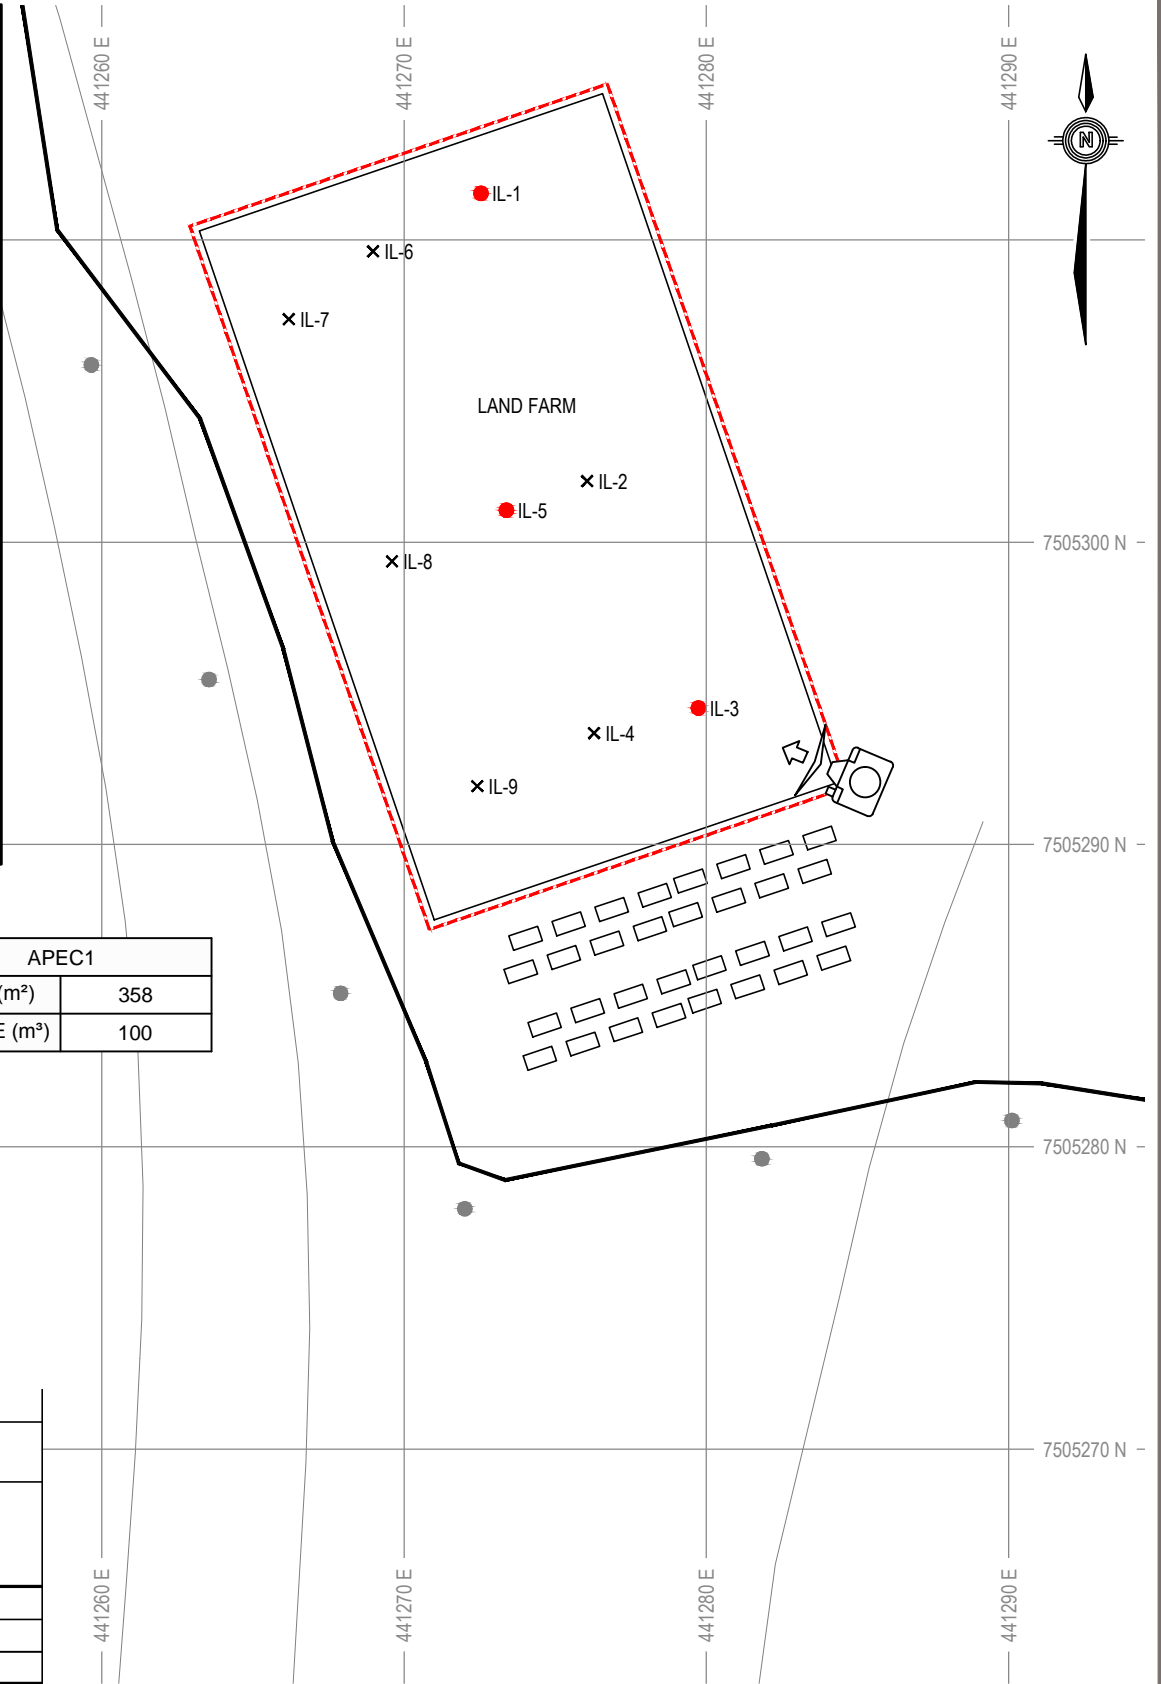 441260 E
441270 E
441280 E
441290 E
N
IL-1
IL-6
IL-7
LAND FARM
IL-2
IL-5
7505300 N
IL-8
IL-3
IL-4
IL-9
7505290 N
APEC1
(m²) 358
E (m³) 100
7505280 N
7505270 N
441260 E
441270 E
441280 E
441290 E